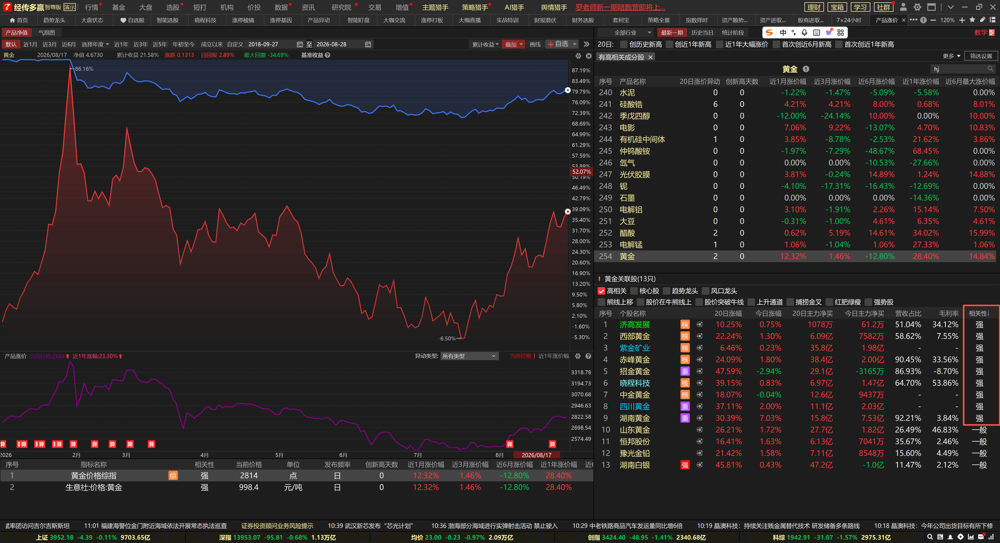 经传多赢 智尊版 演示 行情 基金 大盘 选股 短打 机构 价投 数据 资讯 研究院 交易 增值 主题猎手 策略猎手 AI猎手 舆情猎手 罗老师新一期陪跑营即将上... 理财 宝箱 学习 社群
首页 趋势龙头 大盘状态 自选股 智能选股 晓程科技 涨停棱镜 涨停基因 产品异动 智能盯盘 大咖交流 涨停打板 大咖直播 实战特训 财报潜伏 财务选股 套利宝 策略全景 指数择时 资产顺势... 资产进取... 股商进取... 7×24小时 产品涨价 120%
产品净值 气泡图
默认 近1月 近3月 近6月 选择年度 近1年 近3年 近5年 年初至今 成立以来 自定义 2018-09-27 至 2026-08-28 累计收益 叠加 画线 自选
黄金 2026/08/17 净值 4.6730 累计收益 21.58% 涨跌 0.1313 日回报 2.89% 最大回撤 -34.69% 基准收益
86.16%
87.19%
83.49%
79.79%
76.09%
72.39%
68.69%
64.99%
61.29%
57.59%
53.89%
52.07%
50.19%
46.49%
42.79%
39.09%
35.40%
31.70%
28.00%
24.30%
20.60%
16.90%
13.20%
9.50%
5.80%
2.10%
-1.60%
-5.30%
-6.50%
产品涨价 当前价格:2684 近1年涨幅:23.30% 异动类型: 所有类型 当前价格 近1年涨价幅
3318.78
3194.73
3070.68
2946.63
2822.58
2698.54
2574.49
异 异 异 异 异 异 异 异 异 异 异 异
2026 2月 3月 4月 5月 6月 7月 8月 2026/08/17
序号 指标名称 相关性 当前价格 单位 发布频率 创新高天数 近1月涨价幅 近3月涨价幅 近6月涨价幅 近1年涨价幅
1 黄金价格综指 综 强 2814 点 日 0 12.32% 1.46% -12.80% 28.40%
2 生意社:价格:黄金 强 998.4 元/吨 日 0 12.32% 1.46% -12.80% 28.40%
全部行业 最新一期 历史当日 统计阶段 中 教学
20日: 创历史新高 创近1年新高 近1年大幅涨价 首次创近6月新高 首次创近1年新高
有高相关成分股 更多 筛选设置
黄金 hj
序号 产品名称 20日涨价异动 创新高天数 近1月涨价幅 近3月涨价幅 近6月涨价幅 近1年涨价幅 近6月最大涨价幅
240 水泥 0 0 -1.22% -1.47% -5.09% -5.58% 0.00%
241 硅酸锆 6 0 4.21% 4.21% 8.00% 0.68% 8.01%
242 季戊四醇 0 0 -12.00% -24.14% 10.00% 0.00% 10.00%
243 电影 0 0 7.06% 9.22% -13.07% 4.70% 10.83%
244 有机硅中间体 1 0 3.85% -8.78% -2.53% 21.62% 3.86%
245 仲钨酸铵 0 0 -1.97% -7.29% -48.67% 68.45% 0.00%
246 氙气 0 0 0.00% 0.00% -10.53% -27.66% 0.00%
247 光伏胶膜 0 0 3.81% -0.24% 14.89% 1.24% 14.88%
248 铌 0 0 -4.10% -17.31% -16.43% -12.69% 0.00%
249 石墨 0 0 0.00% 0.00% 0.00% -14.36% 0.00%
250 电解铝 0 0 3.10% -1.91% 2.26% 15.14% 7.50%
251 大豆 0 0 -0.31% -1.00% 4.61% 6.35% 4.61%
252 醋酸 2 0 0.62% 5.19% 14.61% 34.02% 15.99%
253 电解锰 1 0 1.06% -1.04% 1.06% 27.33% 1.06%
254 黄金 2 0 12.32% 1.46% -12.80% 28.40% 14.84%
黄金关联股(13只)
高相关 核心股 趋势龙头 风口龙头
熊线上移 股价在牛熊线上 股价突破牛线 上升通道 捕捞金叉 红肥绿瘦 强势股
序号 个股名称 20日涨幅 今日涨幅 20日主力净买 今日主力净买 营收占比 毛利率 相关性↓
1 济高发展 核 10.25% 0.75% 1078万 61.2万 51.04% 34.12% 强
2 西部黄金 核 22.24% 1.30% 6.09亿 7582万 58.62% 7.55% 强
3 紫金矿业 核 6.46% 0.23% 35.8亿 1.98亿 - - 强
4 赤峰黄金 核 24.09% 1.80% 38.4亿 2.00亿 90.45% 33.56% 强
5 招金黄金 重 47.59% -2.94% 29.1亿 -3165万 86.93% -8.70% 强
6 晓程科技 核 39.15% 0.83% 6.97亿 1.47亿 64.70% 53.86% 强
7 中金黄金 核 18.07% -0.04% 12.6亿 9437万 - - 强
8 四川黄金 重 37.11% 2.00% 11.1亿 2.03亿 - - 强
9 湖南黄金 重 30.39% 7.03% 15.8亿 7.53亿 92.21% 3.84% 强
10 山东黄金 26.21% 1.72% 27.7亿 1.82亿 26.49% 46.83% 一般
11 恒邦股份 16.41% 1.63% 6.13亿 7041万 35.67% 2.46% 一般
12 豫光金铅 21.42% 1.58% 7.11亿 8548万 15.60% 4.49% 一般
13 湖南白银 强 45.81% 0.43% 47.2亿 -1.0亿 11.47% 2.12% 一般
率团访问吉尔吉斯斯坦 11:01 福建海警位金门附近海域依法开展常态执法巡查 证券投资顾问业务风险提示 10:39 武汉新芯发布“芯光计划” 10:36 渤海部分海域进行实弹射击活动 禁止驶入 10:29 中老铁路商品汽车发运量同比增6倍 10:19 晶澳科技：持续关注贱金属替代技术 研发储备多条路线 10:18 晶澳科技：今年公司出货目标有所下修
上证 3952.18 -4.39 -0.11% 9703.65亿 深指 13953.07 -95.81 -0.68% 1.13万亿 均价 23.00 -0.23 -0.97% 2.09万亿 创指 3424.40 -48.95 -1.41% 2340.68亿 科综 1942.91 -31.07 -1.57% 2975.31亿